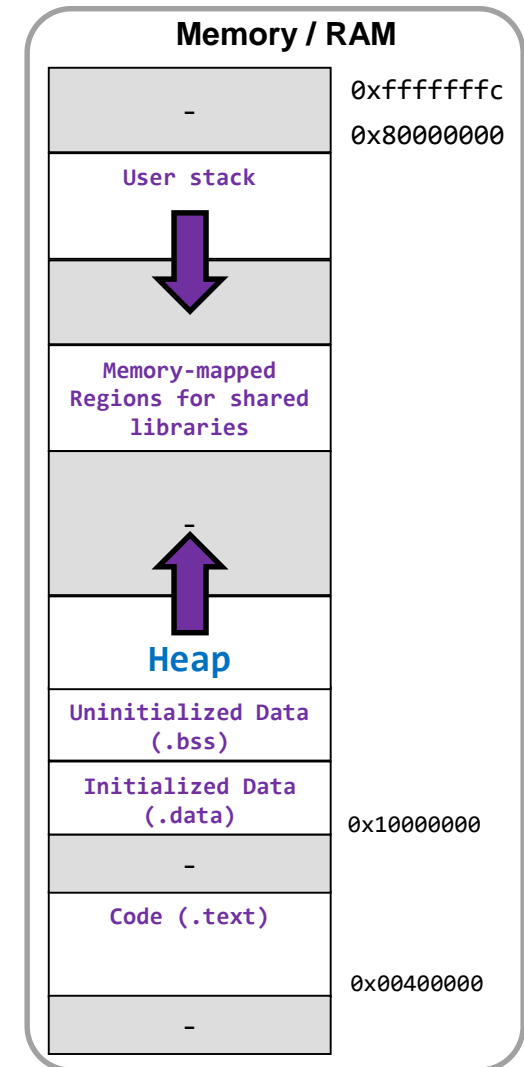 Memory / RAM
0xfffffffc
-
0x80000000
User stack
Memory-mapped
Regions for shared
libraries
-
Heap
Uninitialized Data
(.bss)
Initialized Data
(.data)
0x10000000
-
Code (.text)
0x00400000
-